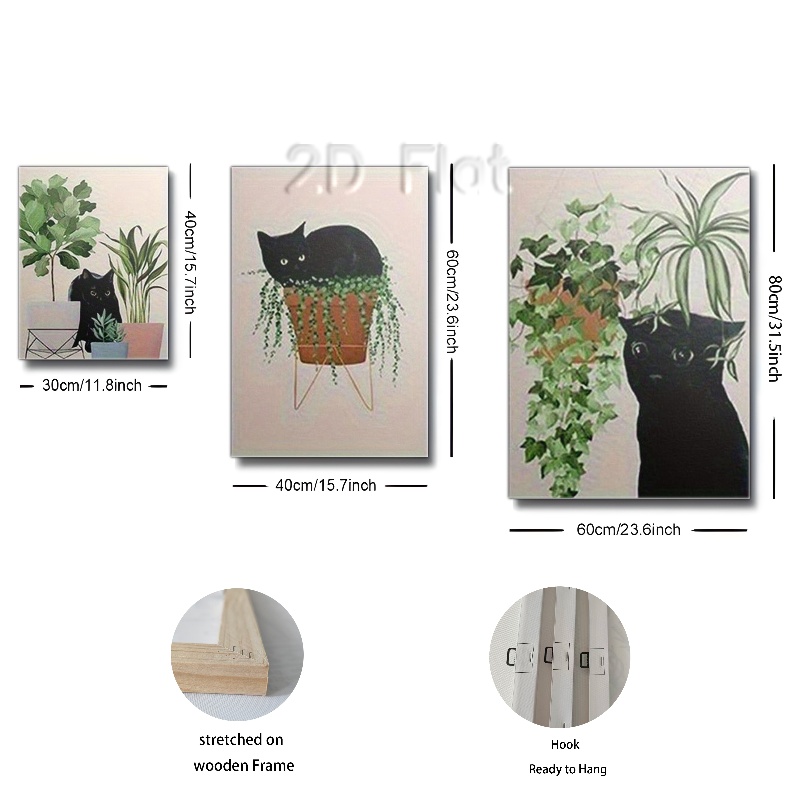 2D Flat
40cm/15.7inch
60cm/23.6inch
80cm/31.5inch
30cm/11.8inch
40cm/15.7inch
60cm/23.6inch
stretched on
wooden Frame
Hook
Ready to Hang